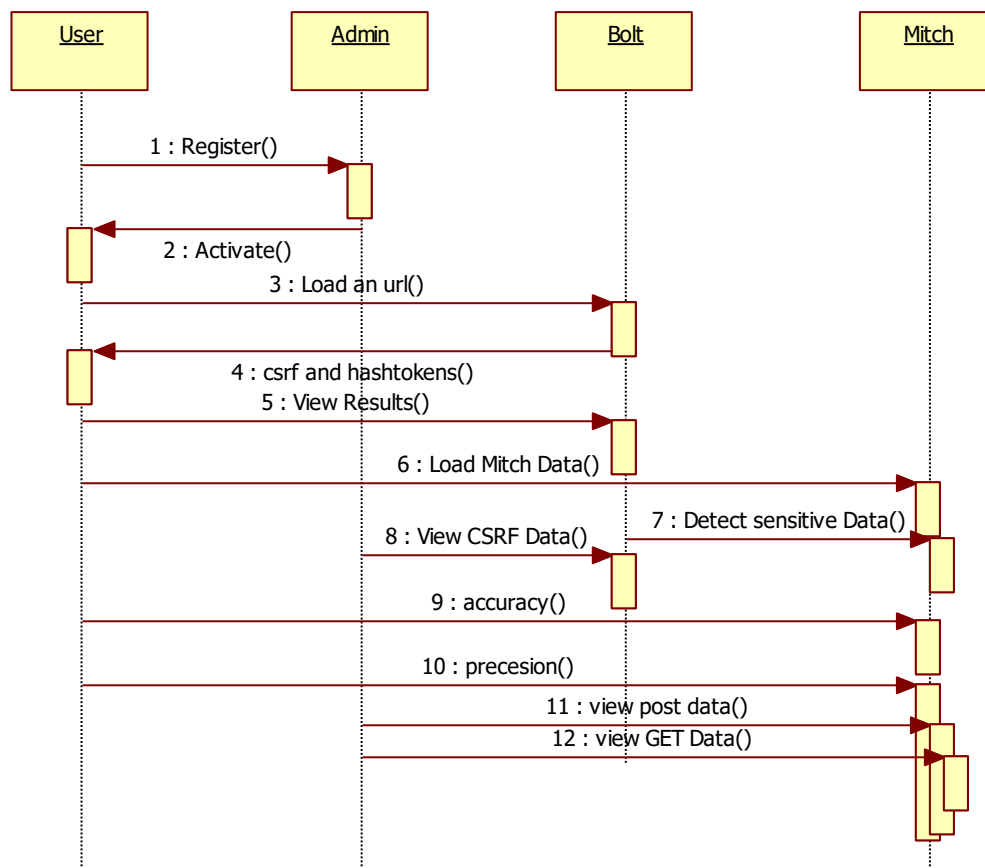 User
Admin
Bolt
Mitch
1 : Register()
2 : Activate()
3 : Load an url()
4 : csrf and hashtokens()
5 : View Results()
6 : Load Mitch Data()
7 : Detect sensitive Data()
8 : View CSRF Data()
9 : accuracy()
10 : precesion()
11 : view post data()
12 : view GET Data()